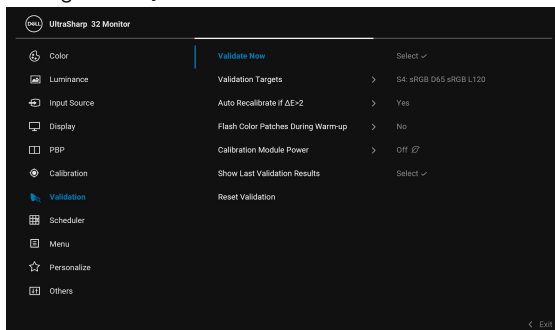 DELL UltraSharp 32 Monitor
Color
Luminance
Input Source
Display
PBP
Calibration
Validation
Scheduler
Menu
Personalize
Others
Validate Now Select ✓
Validation Targets > S4: sRGB D65 sRGB L120
Auto Recalibrate if ΔE>2 > Yes
Flash Color Patches During Warm-up > No
Calibration Module Power > Off
Show Last Validation Results Select ✓
Reset Validation
< Exit